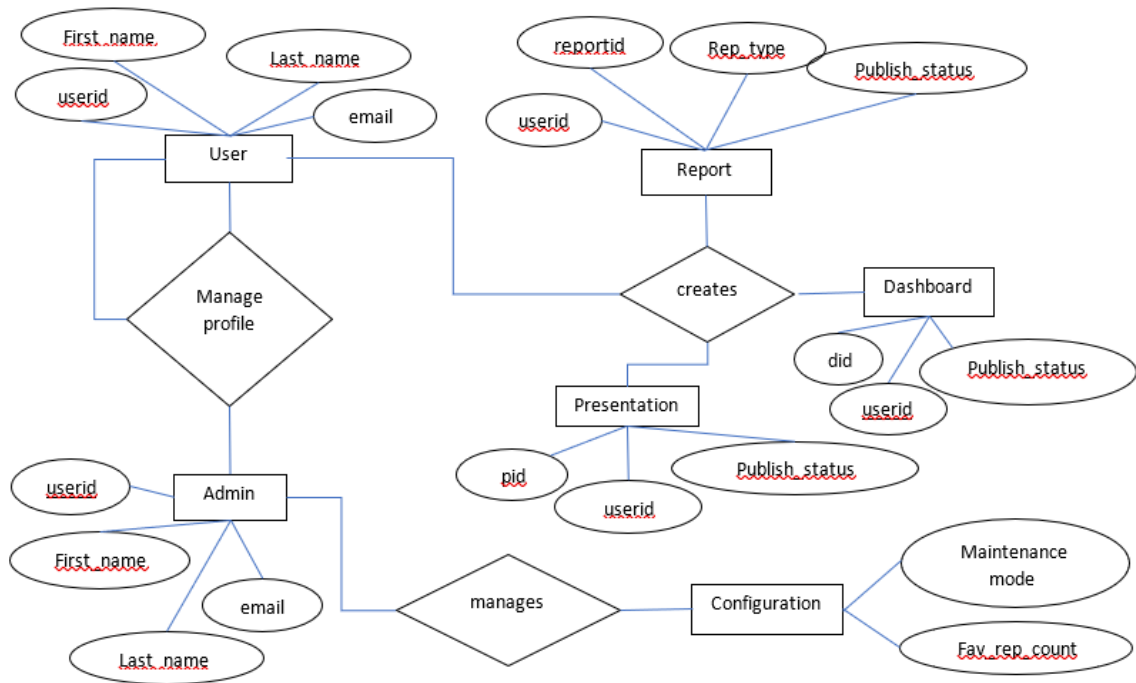 First_name
Last_name
userid
email
User
reportid
Rep_type
Publish_status
userid
Report
Manage
profile
creates
Dashboard
did
userid
Publish_status
Presentation
pid
userid
Publish_status
userid
Admin
First_name
email
Last_name
manages
Configuration
Maintenance
mode
Fav_rep_count